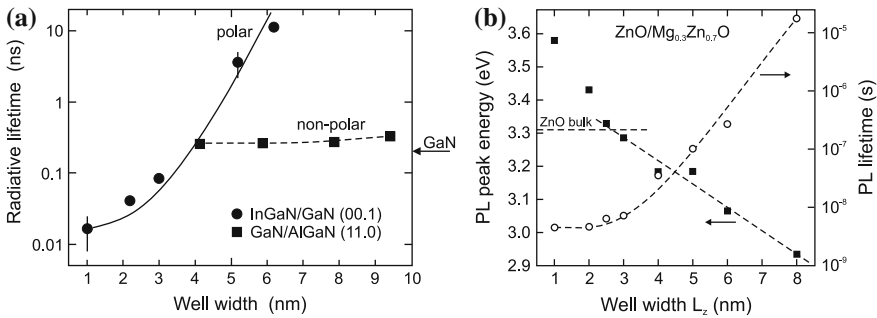 (a)
Radiative lifetime (ns)
10
1
0.1
0.01
polar
non-polar
GaN
InGaN/GaN (00.1)
GaN/AlGaN (11.0)
1 2 3 4 5 6 7 8 9 10
Well width (nm)
(b)
PL peak energy (eV)
3.6
3.5
3.4
3.3
3.2
3.1
3.0
2.9
ZnO/Mg0.3Zn0.7O
ZnO bulk
10-5
10-6
10-7
10-8
10-9
PL lifetime (s)
1 2 3 4 5 6 7 8
Well width Lz (nm)